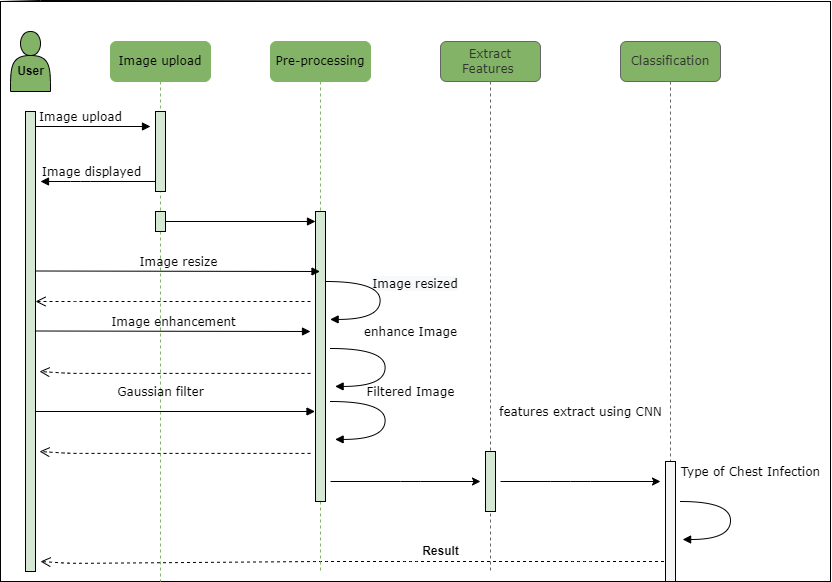 User
Image upload
Pre-processing
Extract
Features
Classification
Image upload
Image displayed
Image resize
Image resized
Image enhancement
enhance Image
Gaussian filter
Filtered Image
features extract using CNN
Type of Chest Infection
Result